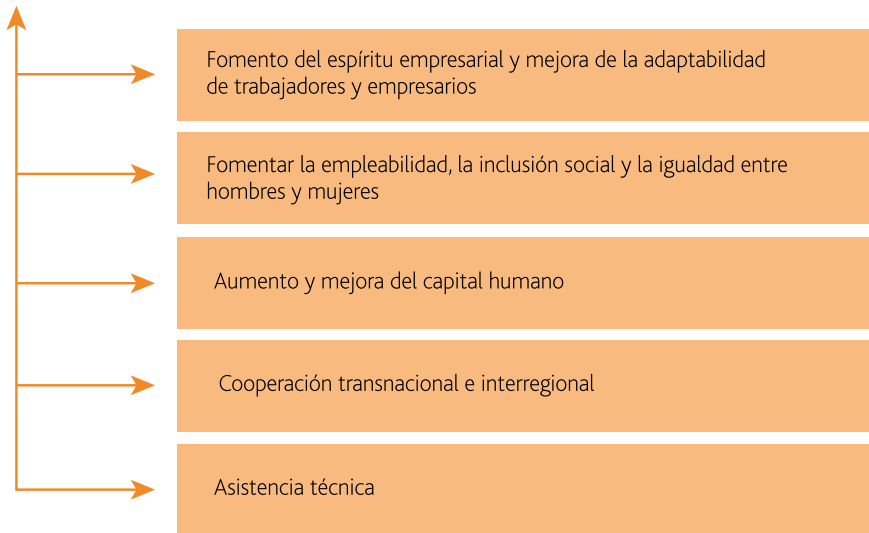 Fomento del espíritu empresarial y mejora de la adaptabilidad
de trabajadores y empresarios
Fomentar la empleabilidad, la inclusión social y la igualdad entre
hombres y mujeres
Aumento y mejora del capital humano
Cooperación transnacional e interregional
Asistencia técnica